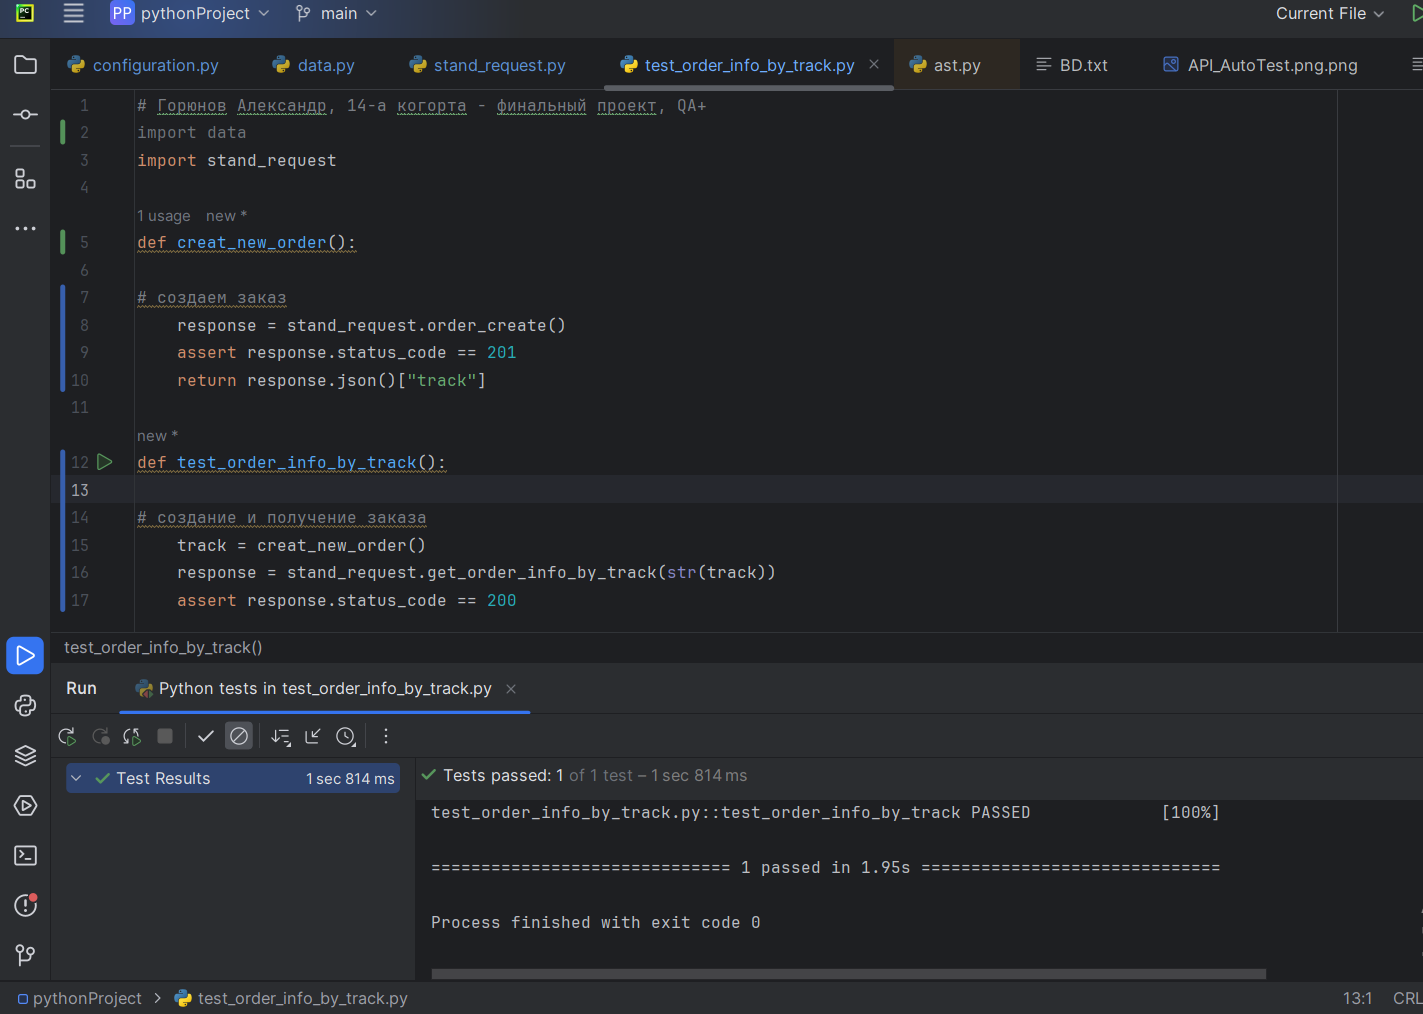 PC
PP pythonProject main Current File
configuration.py data.py stand_request.py test_order_info_by_track.py ast.py BD.txt API_AutoTest.png.png
1 # Горюнов Александр, 14-а когорта - финальный проект, QA+
2 import data
3 import stand_request
4
1 usage new *
5 def creat_new_order():
6
7 # создаем заказ
8 response = stand_request.order_create()
9 assert response.status_code == 201
10 return response.json()["track"]
11
new *
12 def test_order_info_by_track():
13
14 # создание и получение заказа
15 track = creat_new_order()
16 response = stand_request.get_order_info_by_track(str(track))
17 assert response.status_code == 200
test_order_info_by_track()
Run Python tests in test_order_info_by_track.py
Test Results 1 sec 814 ms
Tests passed: 1 of 1 test – 1 sec 814 ms
test_order_info_by_track.py::test_order_info_by_track PASSED [100%]
============================== 1 passed in 1.95s ==============================
Process finished with exit code 0
pythonProject > test_order_info_by_track.py 13:1 CRL